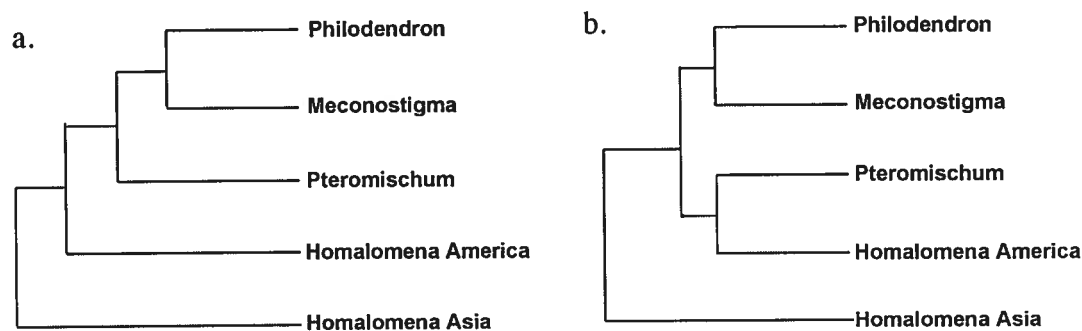 a.
Philodendron
Meconostigma
Pteromischum
Homalomena America
Homalomena Asia
b.
Philodendron
Meconostigma
Pteromischum
Homalomena America
Homalomena Asia